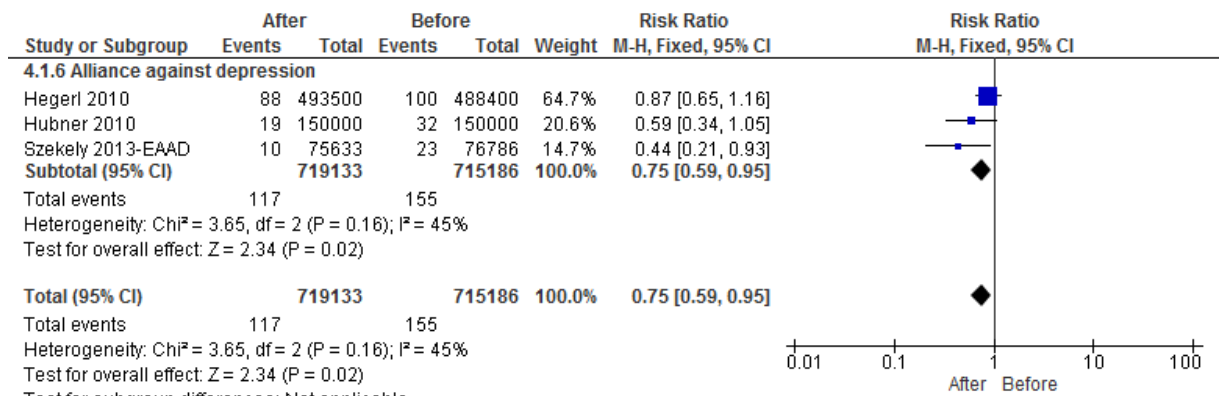 After Before Risk Ratio Risk Ratio
Study or Subgroup Events Total Events Total Weight M-H, Fixed, 95% CI M-H, Fixed, 95% CI
4.1.6 Alliance against depression
Hegerl 2010 88 493500 100 488400 64.7% 0.87 [0.65, 1.16]
Hubner 2010 19 150000 32 150000 20.6% 0.59 [0.34, 1.05]
Szekely 2013-EAAD 10 75633 23 76786 14.7% 0.44 [0.21, 0.93]
Subtotal (95% CI) 719133 715186 100.0% 0.75 [0.59, 0.95]
Total events 117 155
Heterogeneity: Chi² = 3.65, df = 2 (P = 0.16); I² = 45%
Test for overall effect: Z = 2.34 (P = 0.02)
Total (95% CI) 719133 715186 100.0% 0.75 [0.59, 0.95]
Total events 117 155
Heterogeneity: Chi² = 3.65, df = 2 (P = 0.16); I² = 45%
Test for overall effect: Z = 2.34 (P = 0.02)
Test for subgroup differences: Not applicable
0.01 0.1 1 10 100
After Before